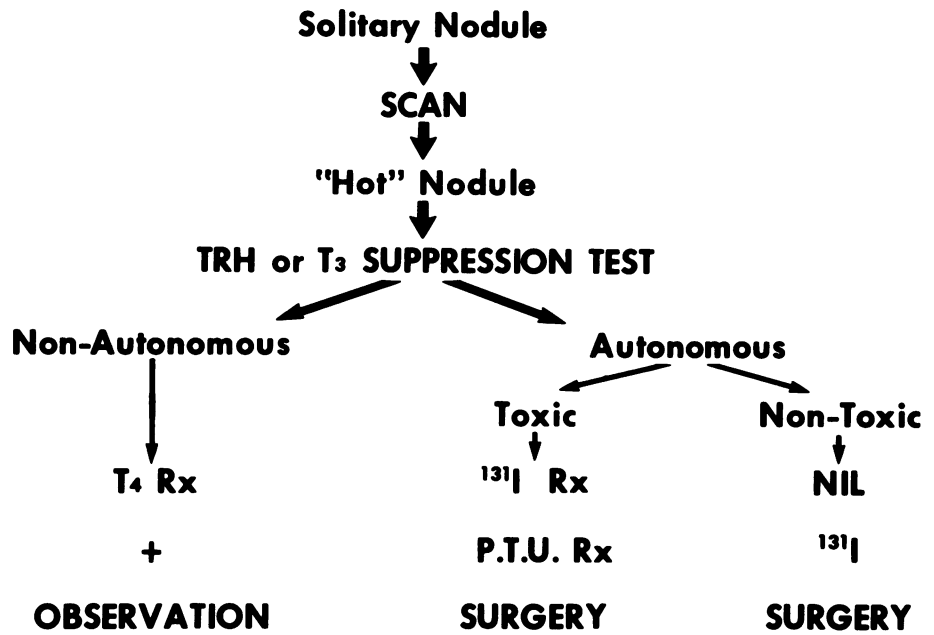 Solitary Nodule
SCAN
"Hot" Nodule
TRH or T₃ SUPPRESSION TEST
Non-Autonomous
Autonomous
Toxic
Non-Toxic
T₄ Rx
¹³¹I Rx
NIL
+
P.T.U. Rx
¹³¹I
OBSERVATION
SURGERY
SURGERY